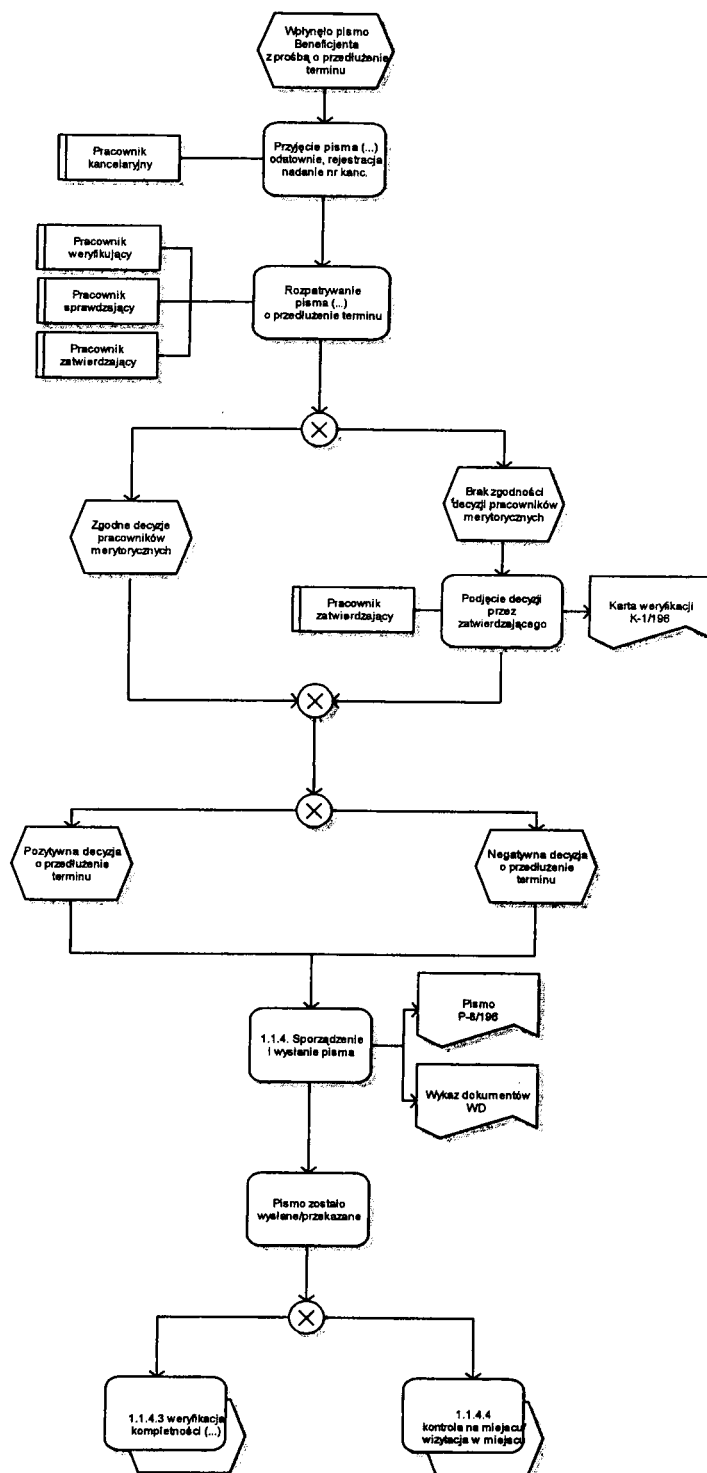 Wpłynęło pismo
Beneficjenta
z prośbą o przedłużenie
terminu
Pracownik
kancelaryjny
Przyjęcie pisma (...)
odatownie, rejestracja
nadanie nr kanc.
Pracownik
weryfikujący
Pracownik
sprawdzający
Pracownik
zatwierdzający
Rozpatrywanie
pisma (...)
o przedłużenie terminu
Zgodne decyzje
pracowników
merytorycznych
Brak zgodności
decyzji pracowników
merytorycznych
Pracownik
zatwierdzający
Podjęcie decyzji
przez
zatwierdzającego
Karta weryfikacji
K-1/196
Pozytywna decyzja
o przedłużenie
terminu
Negatywna decyzja
o przedłużenie
terminu
1.1.4. Sporządzenie
i wysłanie pisma
Pismo
P-8/196
Wykaz dokumentów
WD
Pismo zostało
wysłane/przekazane
1.1.4.3 weryfikacja
kompletności (...)
1.1.4.4
kontrola na miejscu/
wizytacja w miejscu